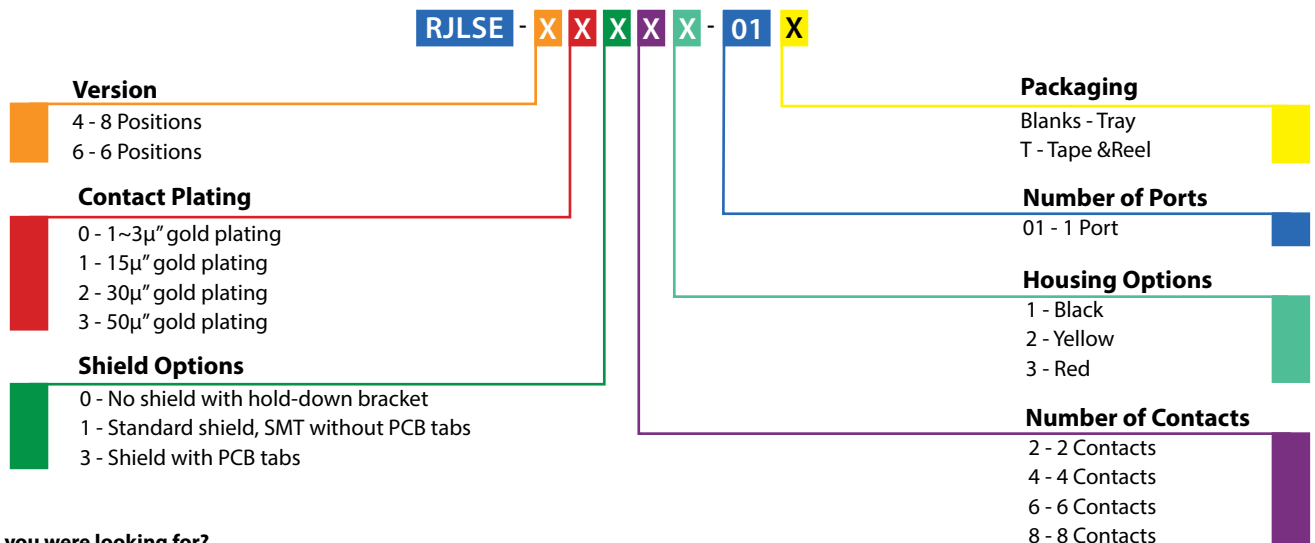 RJLSE - X X X X X - 01 X
Version
4 - 8 Positions
6 - 6 Positions
Contact Plating
0 - 1~3µ” gold plating
1 - 15µ” gold plating
2 - 30µ” gold plating
3 - 50µ” gold plating
Shield Options
0 - No shield with hold-down bracket
1 - Standard shield, SMT without PCB tabs
3 - Shield with PCB tabs
Packaging
Blanks - Tray
T - Tape &Reel
Number of Ports
01 - 1 Port
Housing Options
1 - Black
2 - Yellow
3 - Red
Number of Contacts
2 - 2 Contacts
4 - 4 Contacts
6 - 6 Contacts
8 - 8 Contacts
you were looking for?